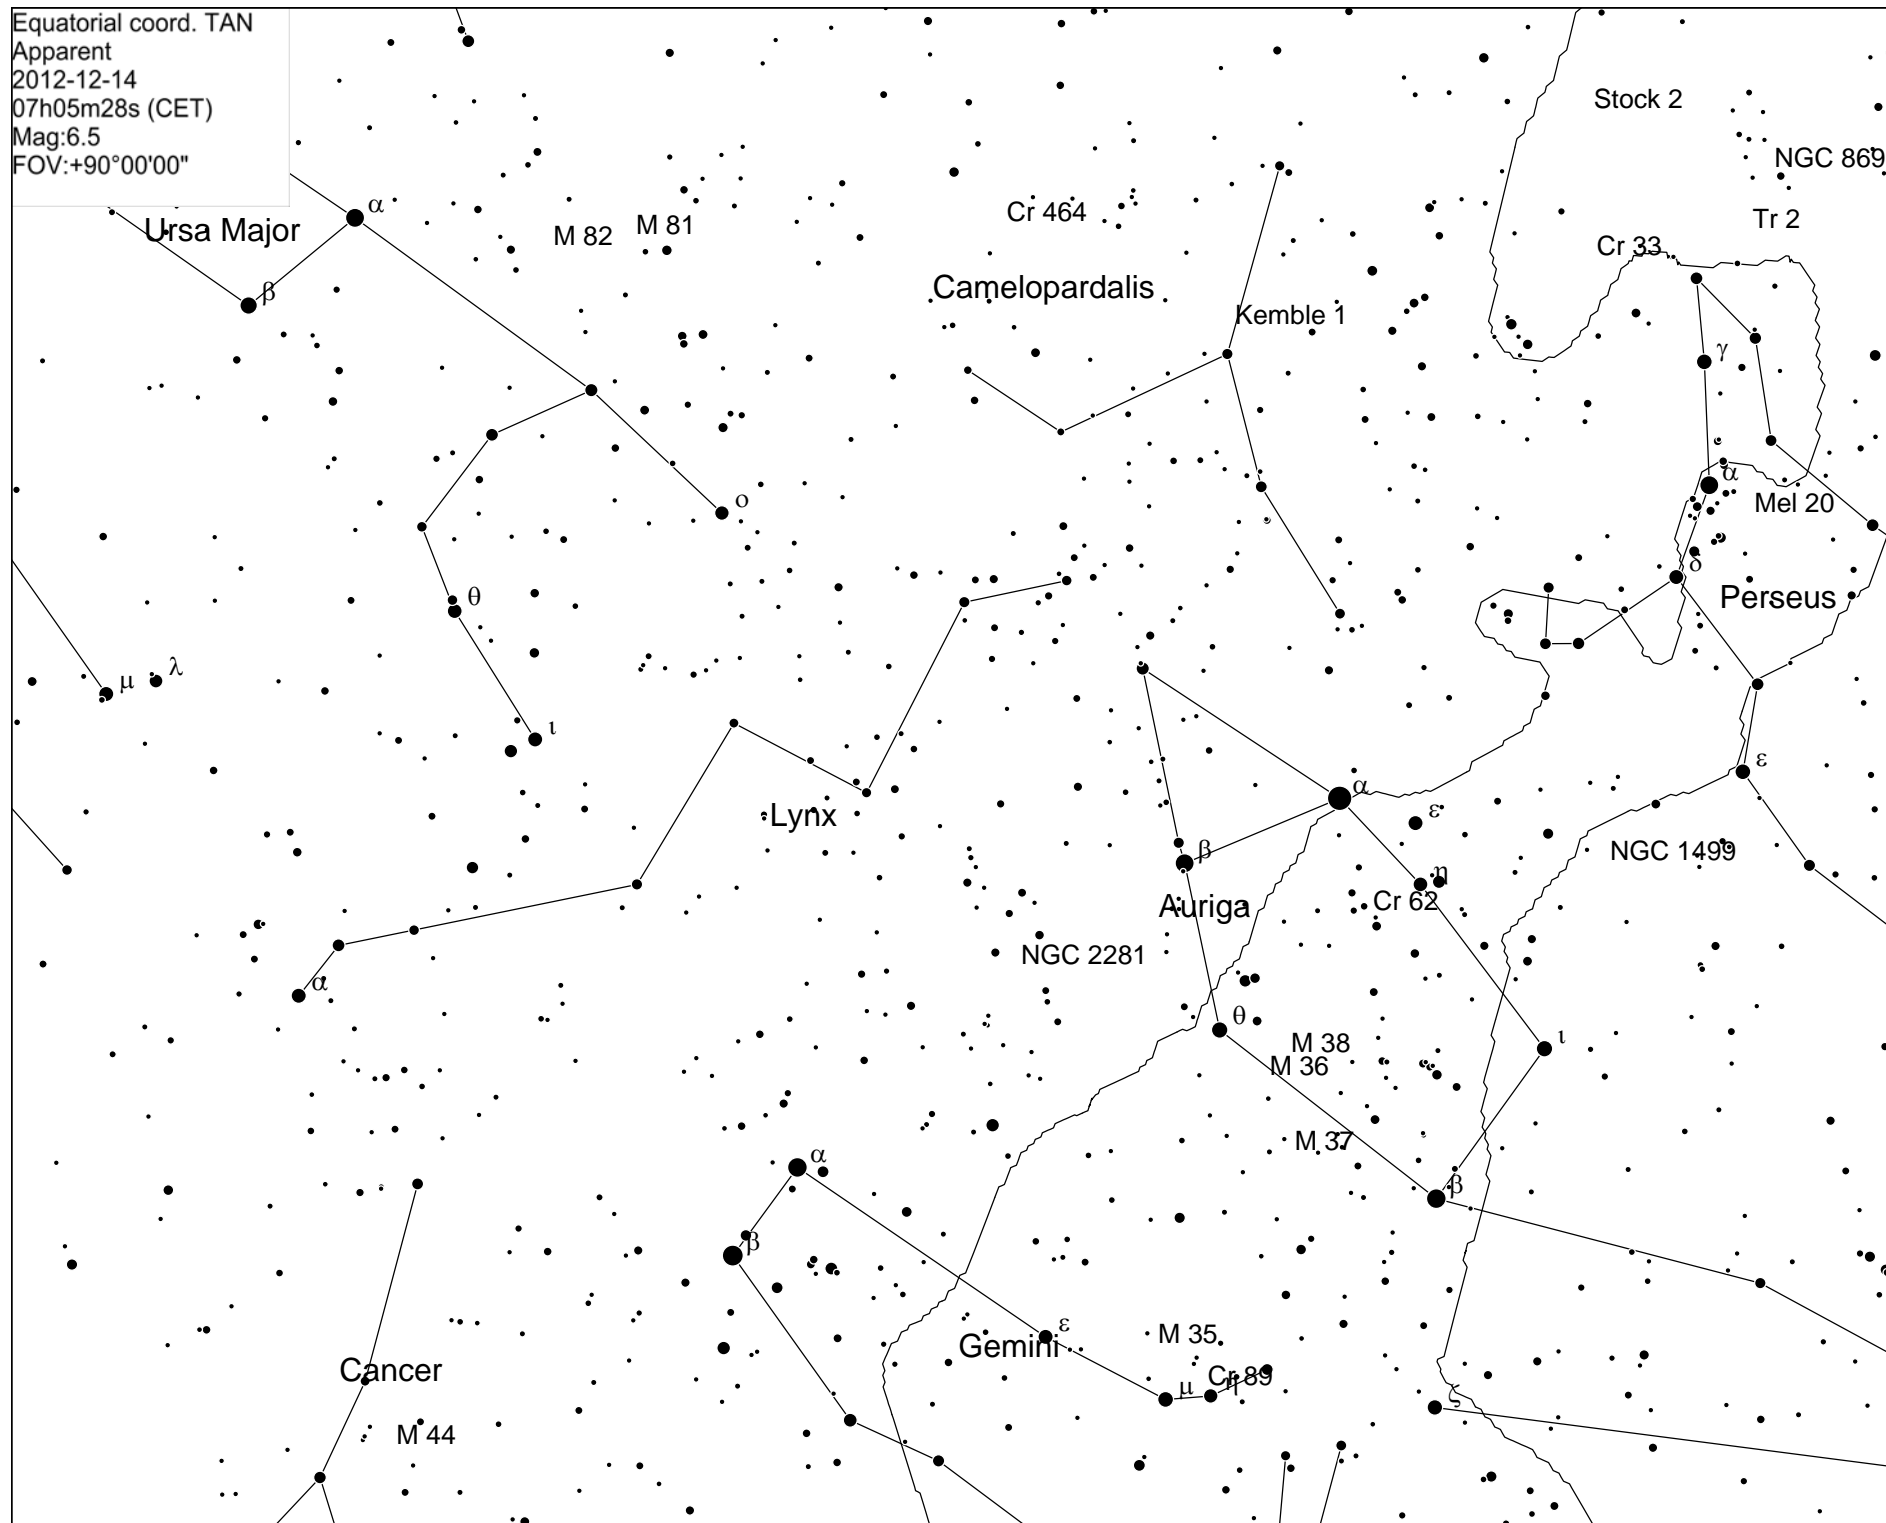 Equatorial coord. TAN
Apparent
2012-12-14
07h05m28s (CET)
Mag:6.5
FOV:+90°00'00"
Stock 2
NGC 869
α
Ursa Major
M 82
M 81
Cr 464
Tr 2
Cr 33
β
Camelopardalis
Kemble 1
γ
α
Mel 20
ο
δ
θ
Perseus
μ
λ
ι
ε
α
Lynx
ε
β
NGC 1499
η
Auriga
Cr 62
NGC 2281
α
θ
M 38
ι
M 36
M 37
α
β
β
ε
M 35
Gemini
Cancer
μ
Cr 89
η
ζ
M 44